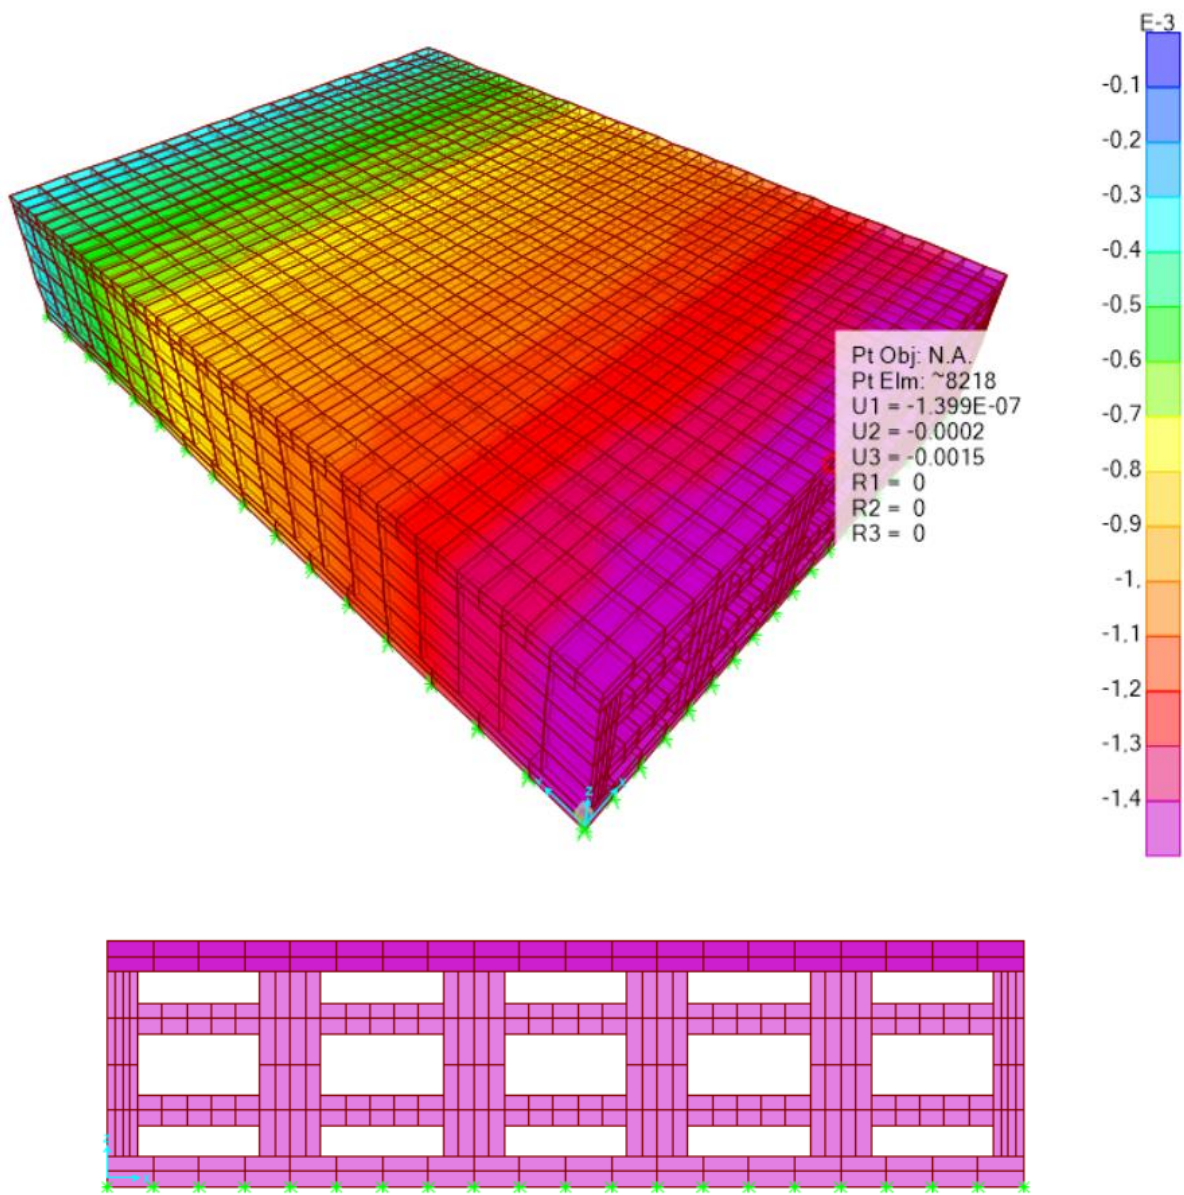 E-3
-0.1
-0.2
-0.3
-0.4
-0.5
-0.6
-0.7
-0.8
-0.9
-1.
-1.1
-1.2
-1.3
-1.4
Pt Obj: N.A.
Pt Elm: ~8218
U1 = -1.399E-07
U2 = -0.0002
U3 = -0.0015
R1 = 0
R2 = 0
R3 = 0
Z